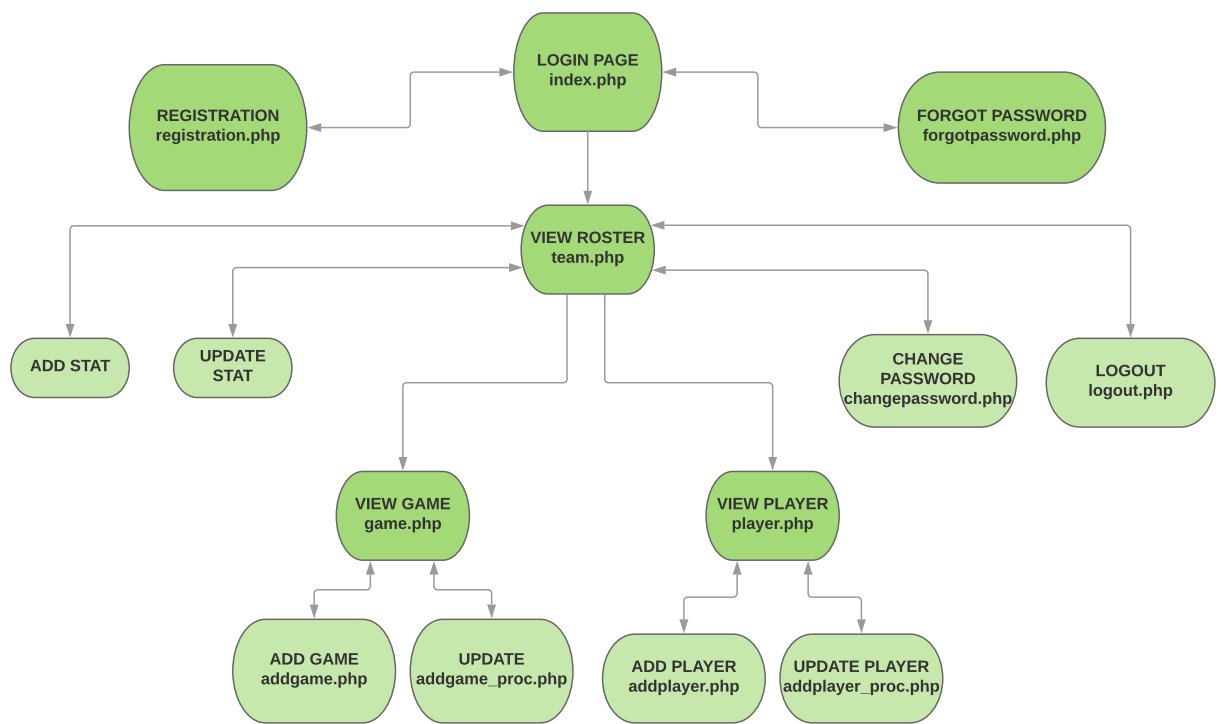 LOGIN PAGE
index.php
REGISTRATION
registration.php
FORGOT PASSWORD
forgotpassword.php
VIEW ROSTER
team.php
ADD STAT
UPDATE
STAT
CHANGE
PASSWORD
changepassword.php
LOGOUT
logout.php
VIEW GAME
game.php
VIEW PLAYER
player.php
ADD GAME
addgame.php
UPDATE
addgame_proc.php
ADD PLAYER
addplayer.php
UPDATE PLAYER
addplayer_proc.php